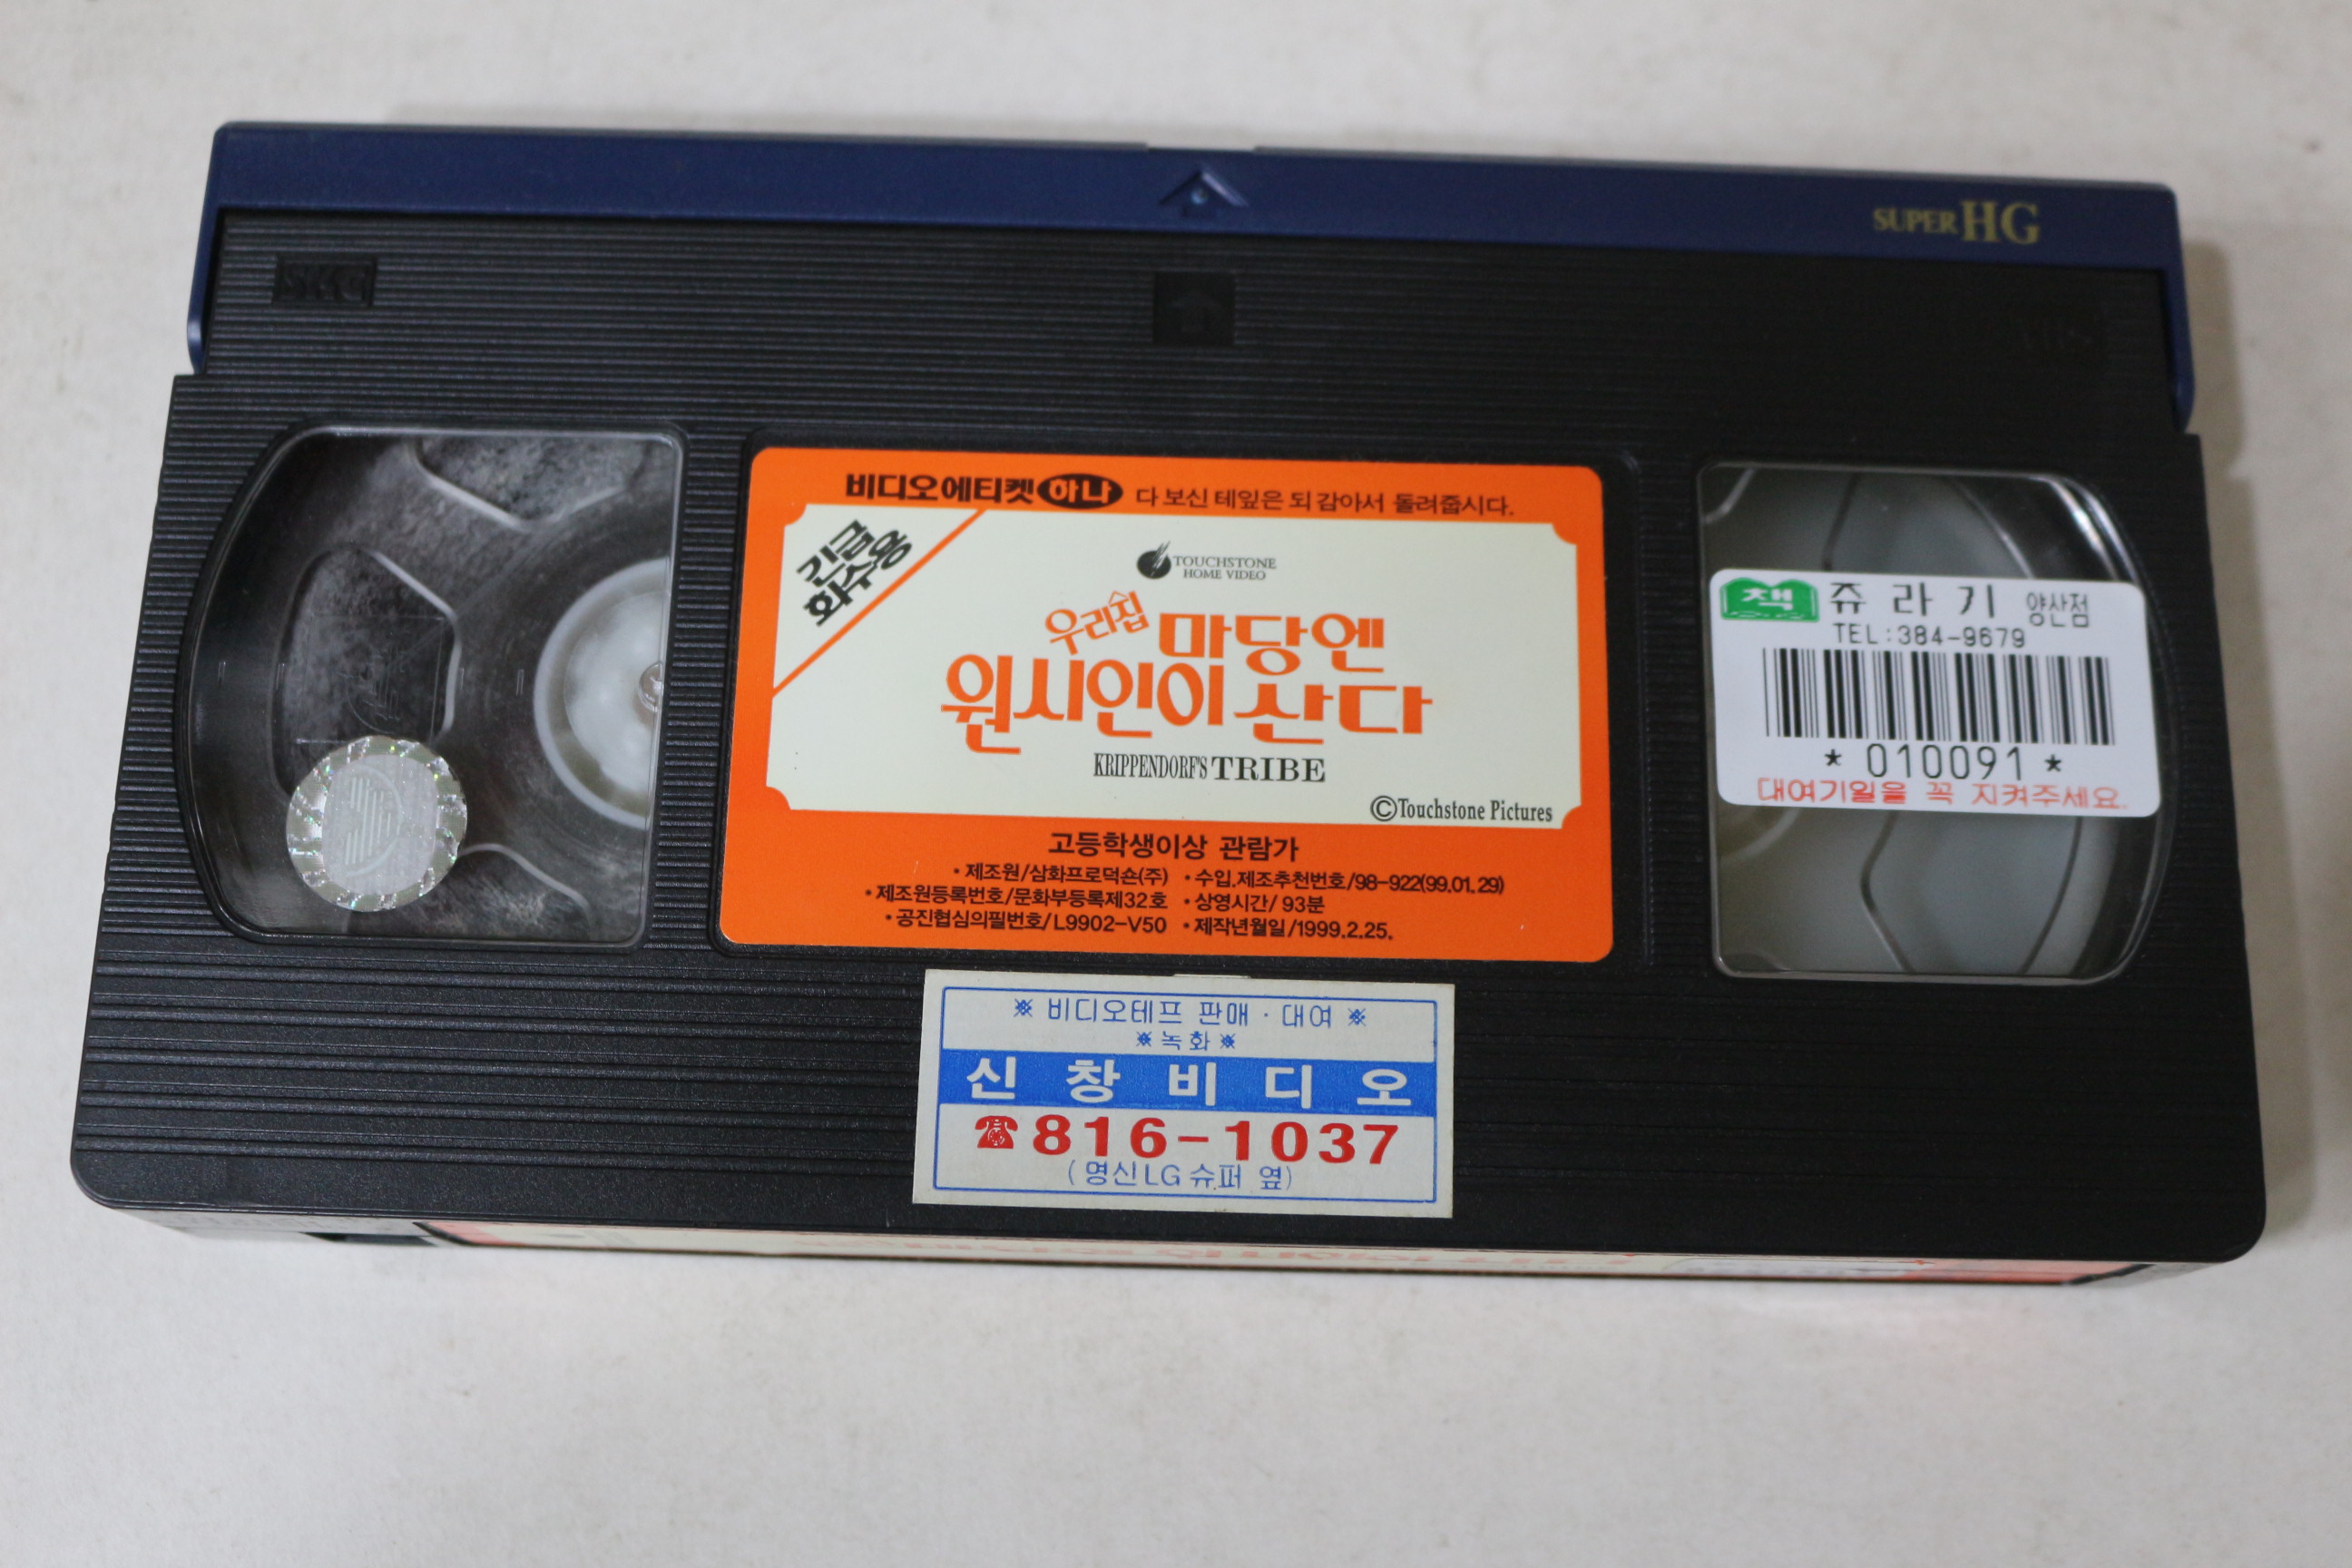 SUPER HG
SKC
비디오에티켓 하나 다 보신 테잎은 되 감아서 돌려줍시다.
긴급
회수용
TOUCHSTONE
HOME VIDEO
우리집 마당엔
원시인이 산다
KRIPPENDORF'S TRIBE
©Touchstone Pictures
고등학생이상 관람가
• 제조원/삼화프로덕숀(주) • 수입.제조추천번호/98-922(99.01.29)
• 제조원등록번호/문화부등록제32호 • 상영시간/ 93분
• 공진협심의필번호/L9902-V50 • 제작년월일/1999.2.25.
책 쥬라기 양산점
TEL:384-9679
*010091*
대여기일을 꼭 지켜주세요.
※ 비디오테프 판매 · 대여 ※
※ 녹화 ※
신창비디오
☎816-1037
(명신LG슈퍼 옆)